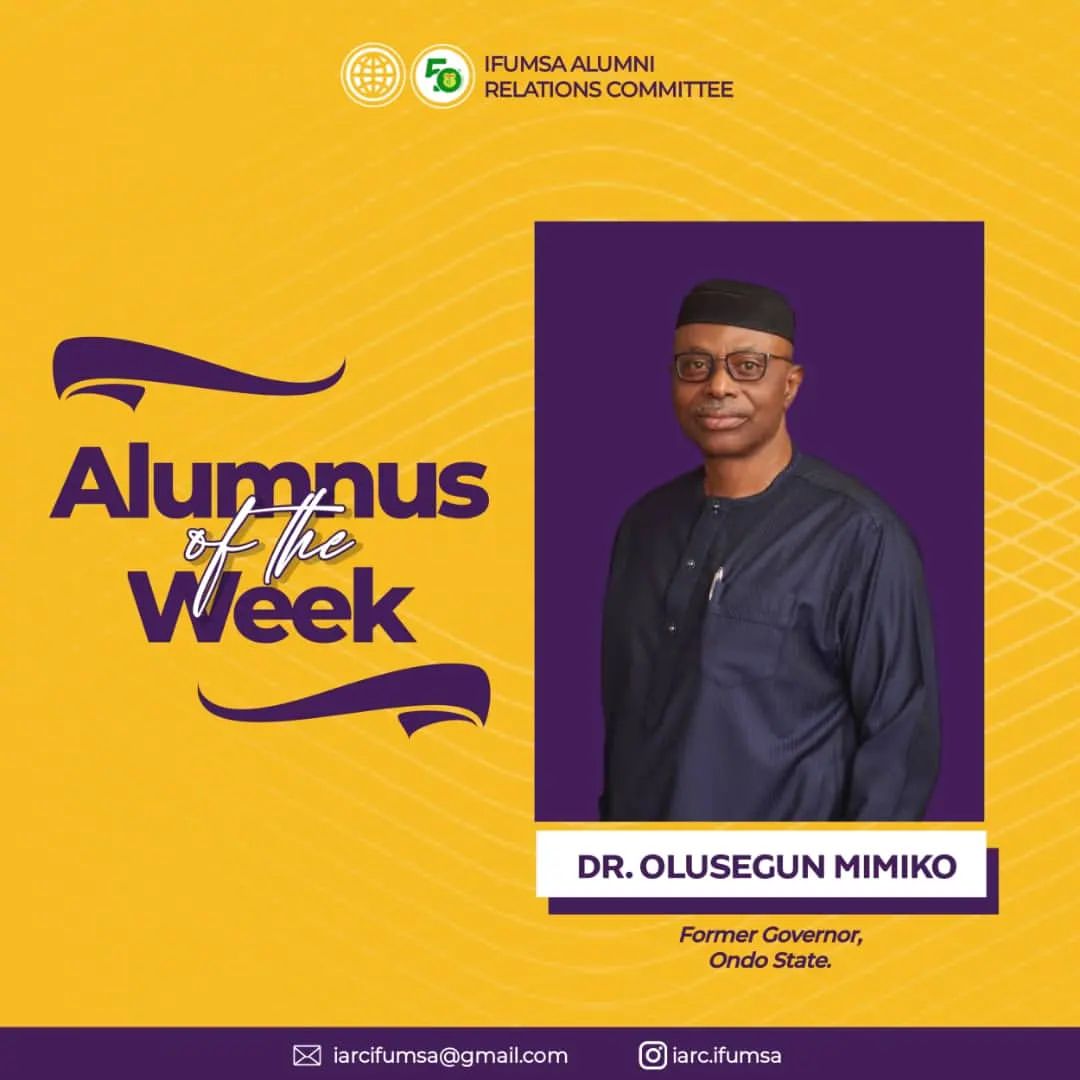 IFUMSA ALUMNI
RELATIONS COMMITTEE
Alumnus
of the
Week
DR. OLUSEGUN MIMIKO
Former Governor,
Ondo State.
iarcifumsa@gmail.com
iarc.ifumsa